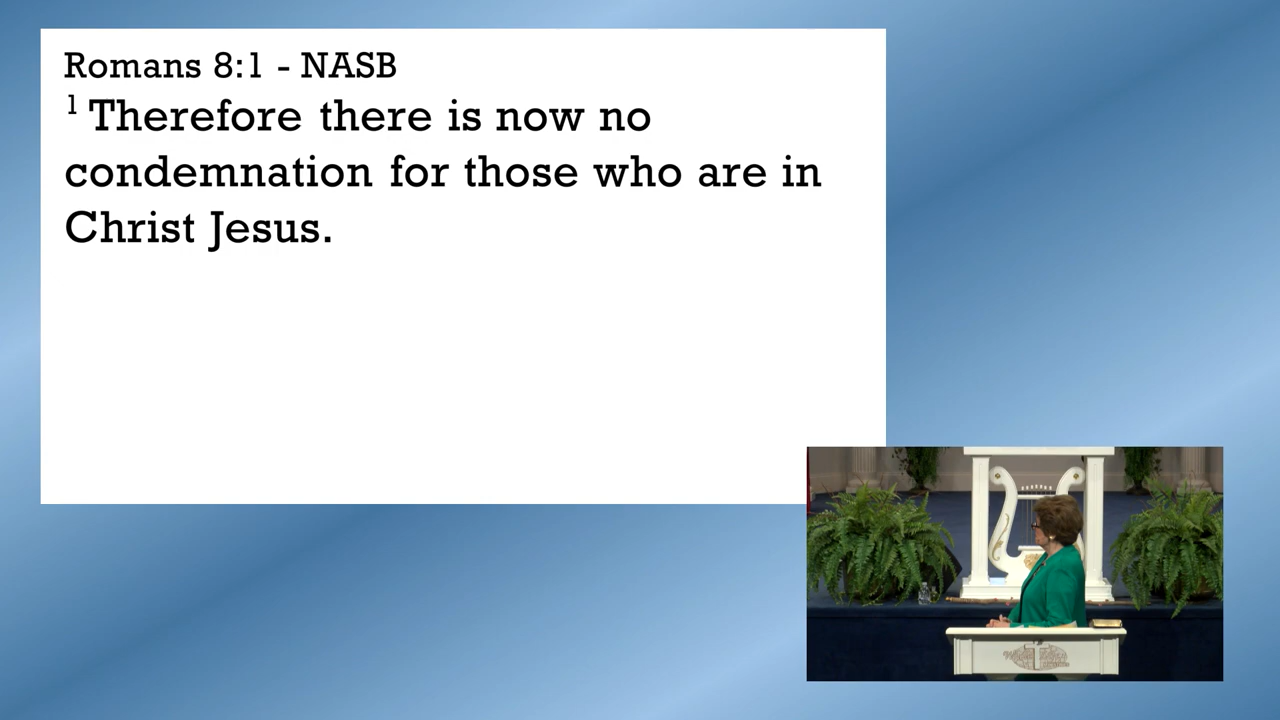 Romans 8:1 - NASB
1 Therefore there is now no
condemnation for those who are in
Christ Jesus.